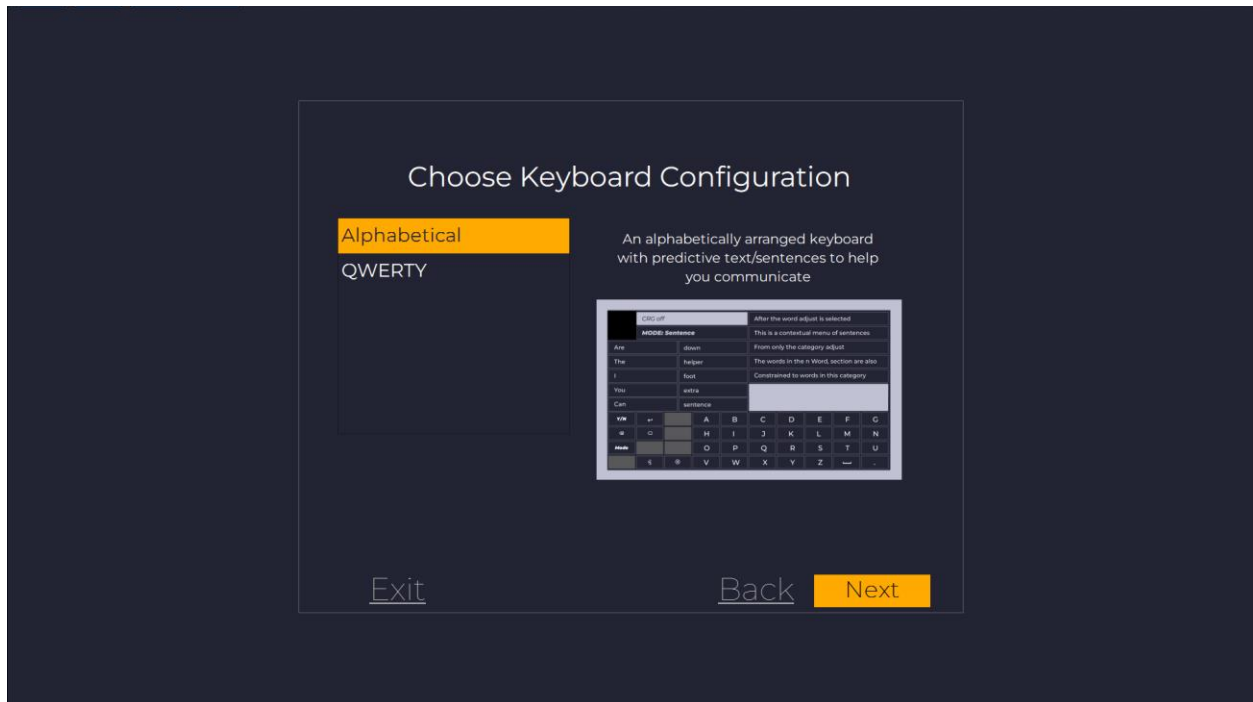 Choose Keyboard Configuration
Alphabetical
QWERTY
An alphabetically arranged keyboard
with predictive text/sentences to help
you communicate
CRG off
MODE: Sentence
After the word adjust is selected
This is a contextual menu of sentences
Are down From only the category adjust
The helper The words in the n Word, section are also
I foot Constrained to words in this category
You extra
Can sentence
Y/N A B C D E F G
H I J K L M N
Mode O P Q R S T U
V W X Y Z .
Exit Back Next